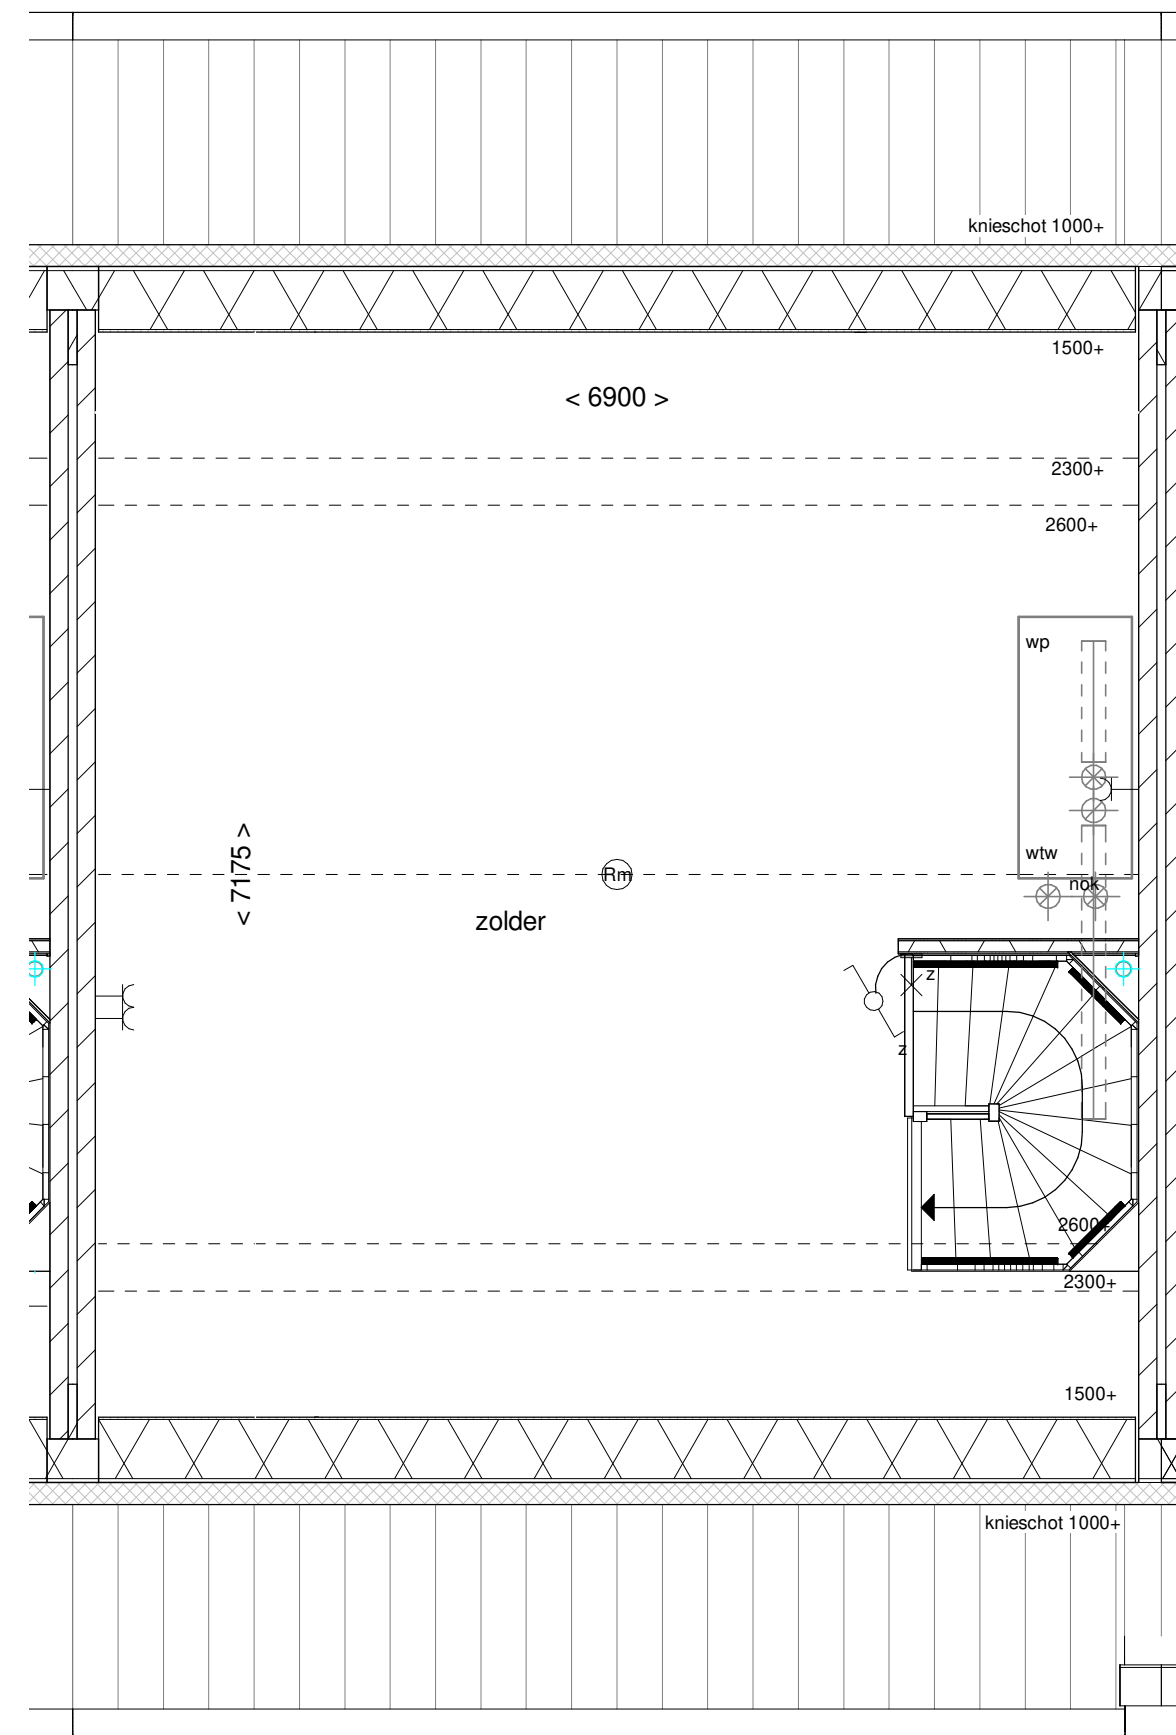 knieschot 1000+
1500+
< 6900 >
2300+
2600+
wp
wtw
nok
< 7175 >
Rm
zolder
z
z
2600+
2300+
1500+
knieschot 1000+